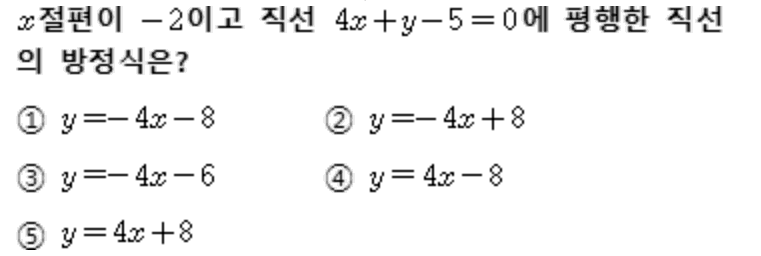 x절편이 −2이고 직선 4x+y−5=0에 평행한 직선
의 방정식은?
① y=−4x−8 ② y=−4x+8
③ y=−4x−6 ④ y=4x−8
⑤ y=4x+8